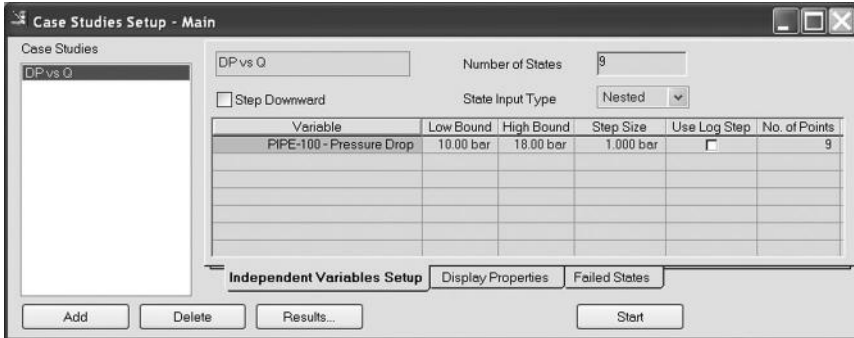 Case Studies Setup - Main
Case Studies
DP vs Q
DP vs Q
Number of States
9
Step Downward
State Input Type
Nested
Variable Low Bound High Bound Step Size Use Log Step No. of Points
PIPE-100 - Pressure Drop 10.00 bar 18.00 bar 1.000 bar 9
Independent Variables Setup Display Properties Failed States
Add Delete Results... Start